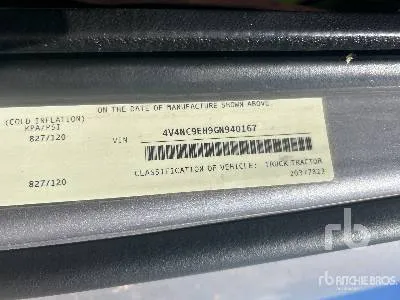 ON THE DATE OF MANUFACTURE SHOWN ABOVE.
(COLD INFLATION)
KPA/PSI
827/120
VIN 4V4NC9EH9GN940167
CLASSIFICATION OF VEHICLE: TRUCK TRACTOR
827/120
rb
RITCHIE BROS.